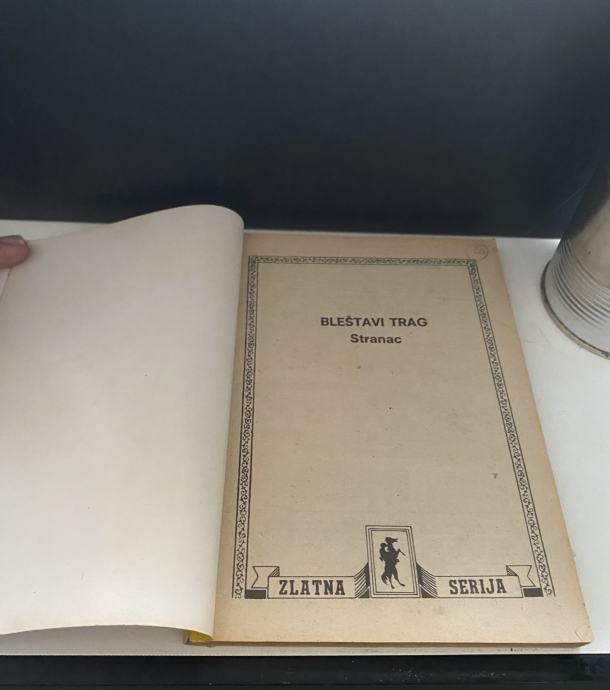 BLEŠTAVI TRAG
Stranac
ZLATNA SERIJA